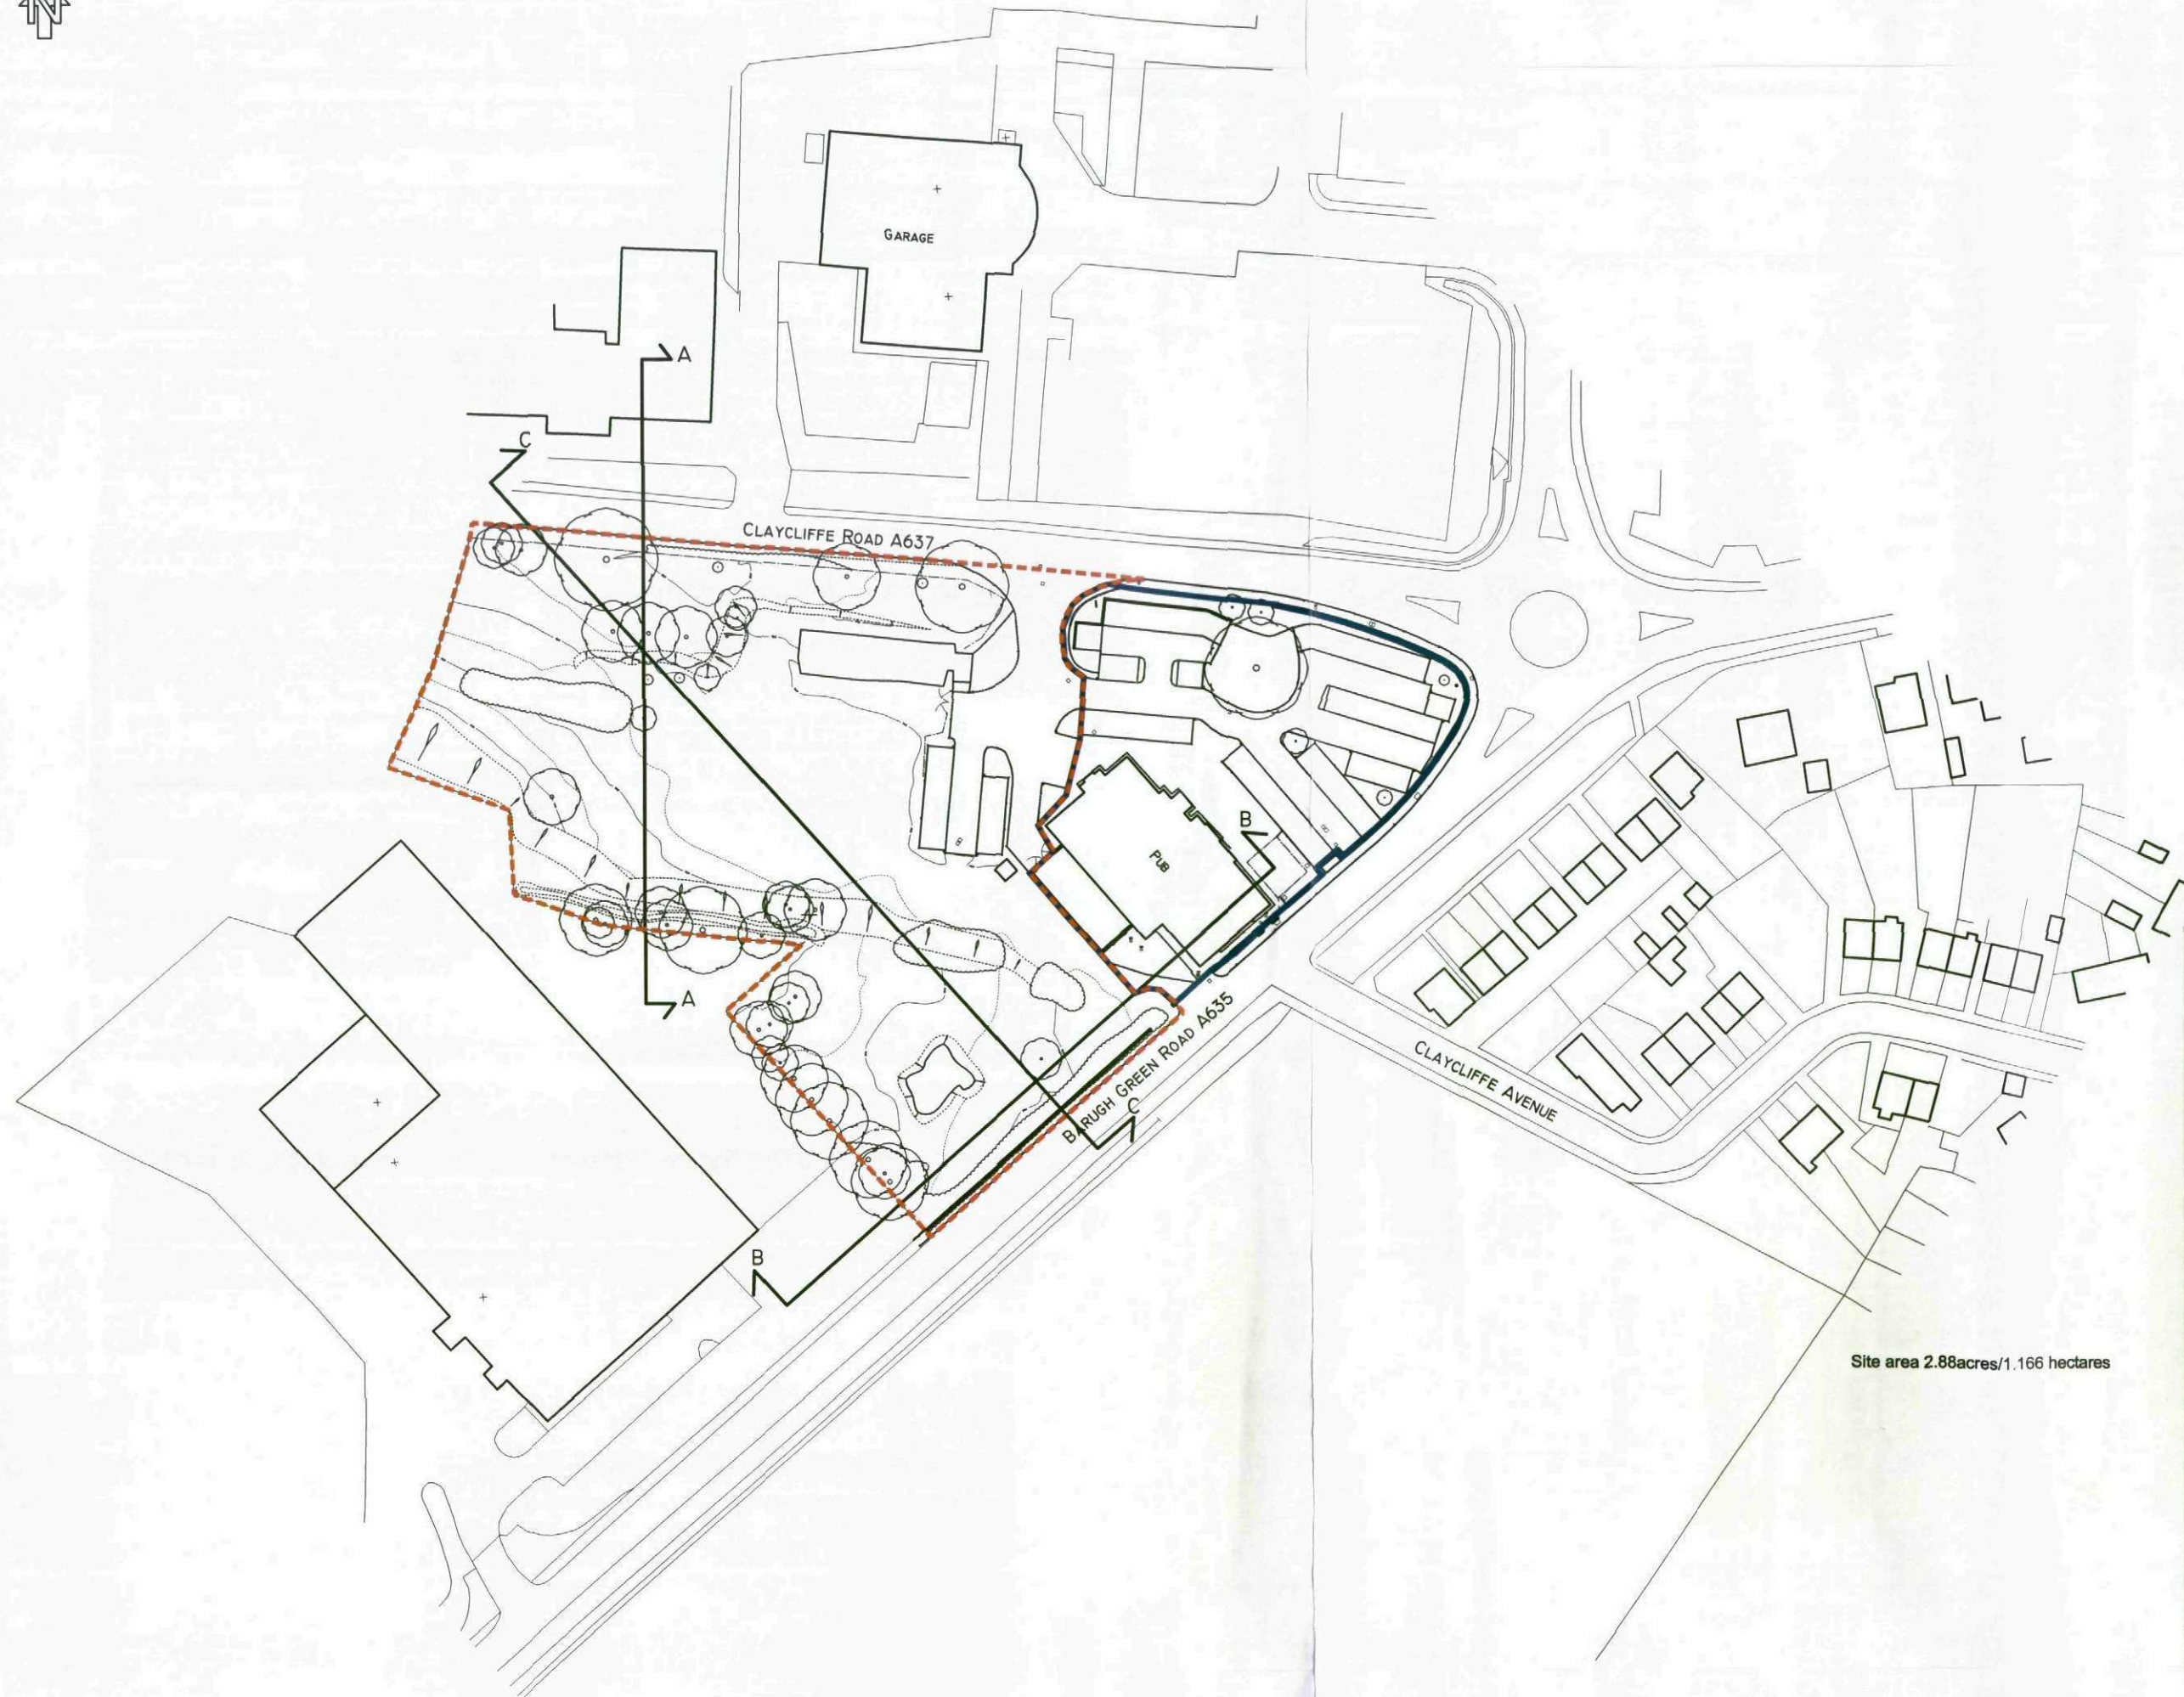 N
GARAGE
A
C
CLAYCLIFFE ROAD A637
B
PUB
A
BARUGH GREEN ROAD A635
CLAYCLIFFE AVENUE
C
B
Site area 2.88acres/1.166 hectares